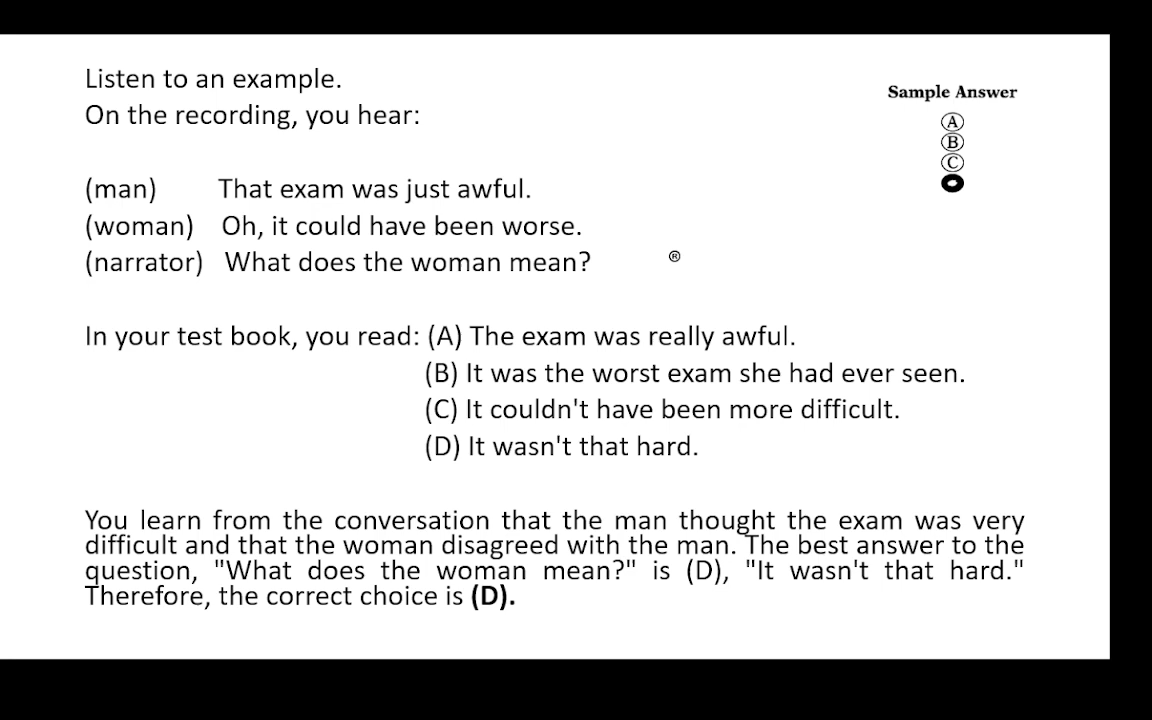 Listen to an example.
On the recording, you hear:
Sample Answer
A
B
C
(man) That exam was just awful.
(woman) Oh, it could have been worse.
(narrator) What does the woman mean?
®
In your test book, you read: (A) The exam was really awful.
(B) It was the worst exam she had ever seen.
(C) It couldn't have been more difficult.
(D) It wasn't that hard.
You learn from the conversation that the man thought the exam was very
difficult and that the woman disagreed with the man. The best answer to the
question, "What does the woman mean?" is (D), "It wasn't that hard."
Therefore, the correct choice is (D).